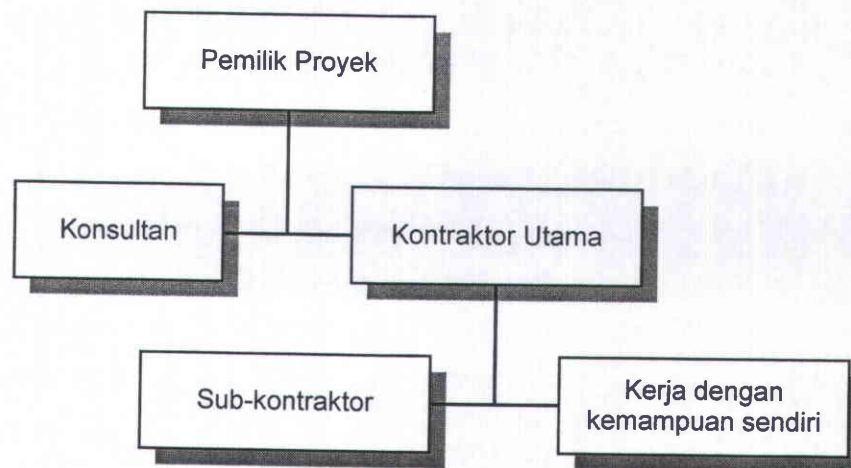 Pemilik Proyek
Konsultan
Kontraktor Utama
Sub-kontraktor
Kerja dengan
kemampuan sendiri